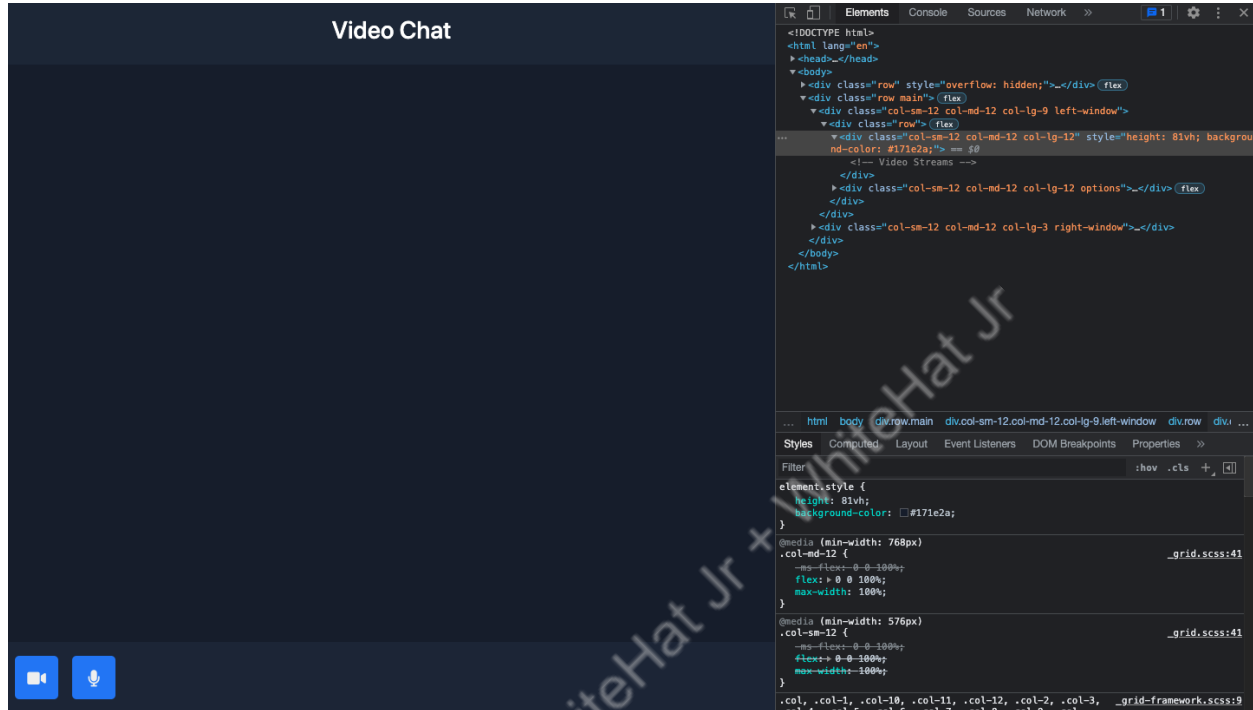 Video Chat
Elements Console Sources Network » 1
<!DOCTYPE html>
<html lang="en">
▶<head>…</head>
▼<body>
▶<div class="row" style="overflow: hidden;">…</div> flex
▼<div class="row main"> flex
▼<div class="col-sm-12 col-md-12 col-lg-9 left-window">
▼<div class="row"> flex
… ▼<div class="col-sm-12 col-md-12 col-lg-12" style="height: 81vh; backgrou
nd-color: #171e2a;"> == $0
<!-- Video Streams -->
</div>
▶<div class="col-sm-12 col-md-12 col-lg-12 options">…</div> flex
</div>
</div>
▶<div class="col-sm-12 col-md-12 col-lg-3 right-window">…</div>
</div>
</body>
</html>
… html body div.row.main div.col-sm-12.col-md-12.col-lg-9.left-window div.row div.‹ …
Styles Computed Layout Event Listeners DOM Breakpoints Properties »
Filter :hov .cls +
element.style {
height: 81vh;
background-color: #171e2a;
}
@media (min-width: 768px)
.col-md-12 { _grid.scss:41
-ms-flex: 0 0 100%;
flex: ▶ 0 0 100%;
max-width: 100%;
}
@media (min-width: 576px)
.col-sm-12 { _grid.scss:41
-ms-flex: 0 0 100%;
flex: ▶ 0 0 100%;
max-width: 100%;
}
.col, .col-1, .col-10, .col-11, .col-12, .col-2, .col-3, _grid-framework.scss:9
iteHat Jr + WhiteHat Jr